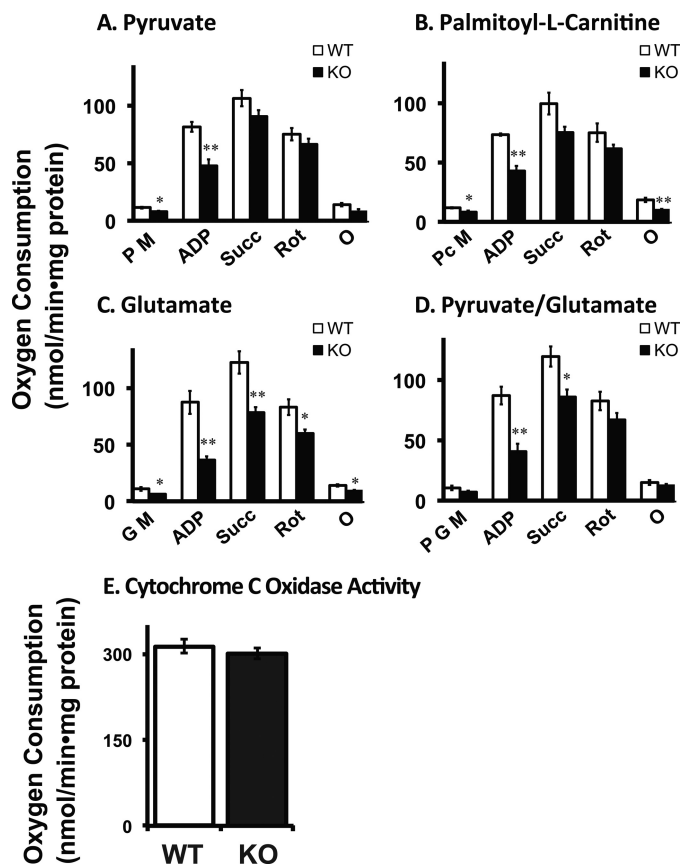 A. Pyruvate
WT
KO
100
50
0
P M
ADP
Succ
Rot
O
*
**
B. Palmitoyl-L-Carnitine
WT
KO
100
50
0
Pc M
ADP
Succ
Rot
O
*
**
**
Oxygen Consumption
(nmol/min•mg protein)
C. Glutamate
WT
KO
100
50
0
G M
ADP
Succ
Rot
O
*
**
**
*
*
D. Pyruvate/Glutamate
WT
KO
100
50
0
P G M
ADP
Succ
Rot
O
**
*
E. Cytochrome C Oxidase Activity
Oxygen Consumption
(nmol/min•mg protein)
300
150
0
WT
KO